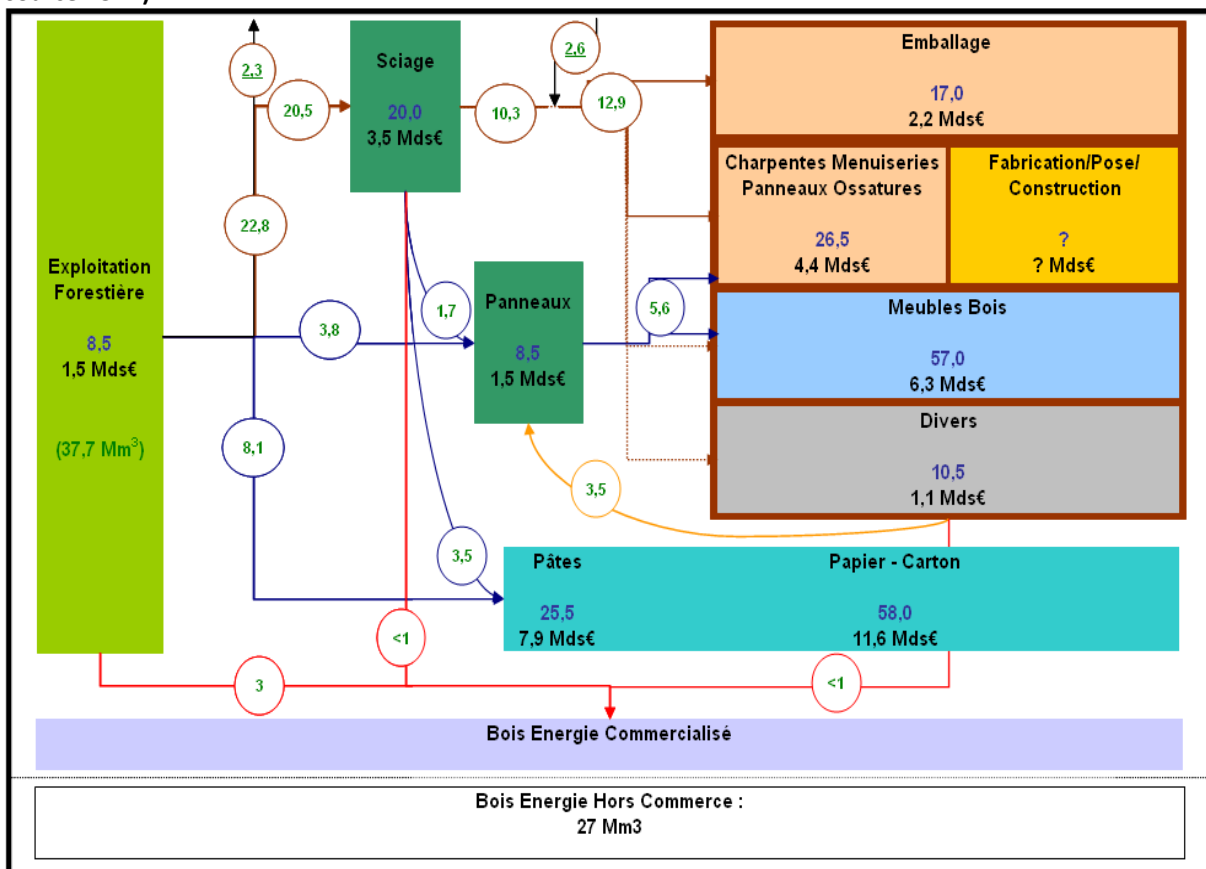 2,3
20,5
22,8
Exploitation
Forestière
8,5
1,5 Mds€
(37,7 Mm³)
Sciage
20,0
3,5 Mds€
10,3
2,6
12,9
Emballage
17,0
2,2 Mds€
Charpentes Menuiseries
Panneaux Ossatures
26,5
4,4 Mds€
Fabrication/Pose/
Construction
?
? Mds€
3,8
1,7
Panneaux
8,5
1,5 Mds€
5,6
Meubles Bois
57,0
6,3 Mds€
Divers
10,5
1,1 Mds€
8,1
3,5
3,5
Pâtes
25,5
7,9 Mds€
Papier - Carton
58,0
11,6 Mds€
<1
3
<1
Bois Energie Commercialisé
Bois Energie Hors Commerce :
27 Mm3